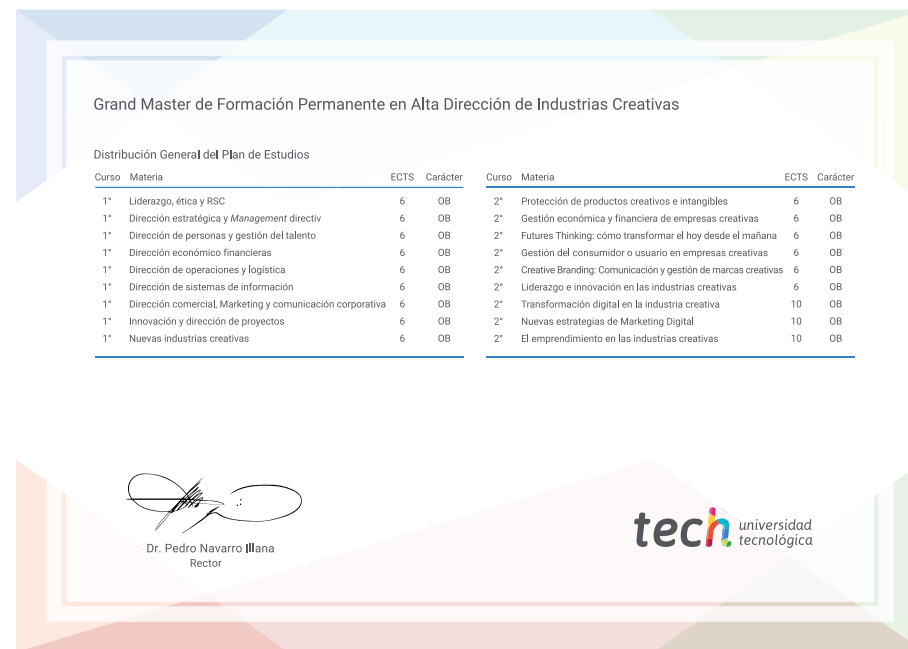 Grand Master de Formación Permanente en Alta Dirección de Industrias Creativas
Distribución General del Plan de Estudios
Curso Materia ECTS Carácter
1° Liderazgo, ética y RSC 6 OB
1° Dirección estratégica y Management directiv 6 OB
1° Dirección de personas y gestión del talento 6 OB
1° Dirección económico financieras 6 OB
1° Dirección de operaciones y logística 6 OB
1° Dirección de sistemas de información 6 OB
1° Dirección comercial, Marketing y comunicación corporativa 6 OB
1° Innovación y dirección de proyectos 6 OB
1° Nuevas industrias creativas 6 OB
Curso Materia ECTS Carácter
2° Protección de productos creativos e intangibles 6 OB
2° Gestión económica y financiera de empresas creativas 6 OB
2° Futures Thinking: cómo transformar el hoy desde el mañana 6 OB
2° Gestión del consumidor o usuario en empresas creativas 6 OB
2° Creative Branding: Comunicación y gestión de marcas creativas 6 OB
2° Liderazgo e innovación en las industrias creativas 6 OB
2° Transformación digital en la industria creativa 10 OB
2° Nuevas estrategias de Marketing Digital 10 OB
2° El emprendimiento en las industrias creativas 10 OB
Dr. Pedro Navarro Illana
Rector
tech universidad
tecnológica